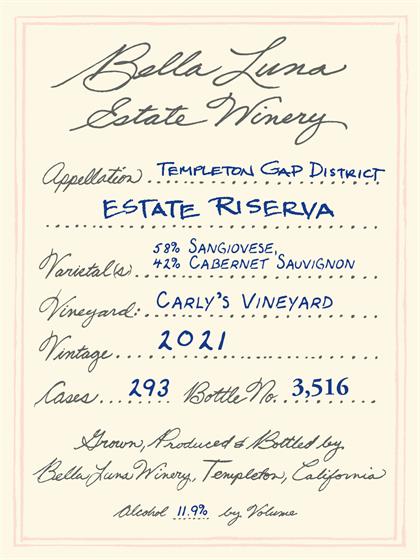 Bella Luna
Estate Winery
Appellation TEMPLETON GAP DISTRICT
ESTATE RISERVA
58% SANGIOVESE,
Varietal(s) 42% CABERNET SAUVIGNON
Vineyard: CARLY'S VINEYARD
Vintage 2021
Cases 293 Bottle No. 3,516
Grown, Produced & Bottled by
Bella Luna Winery, Templeton, California
Alcohol 11.9% by Volume